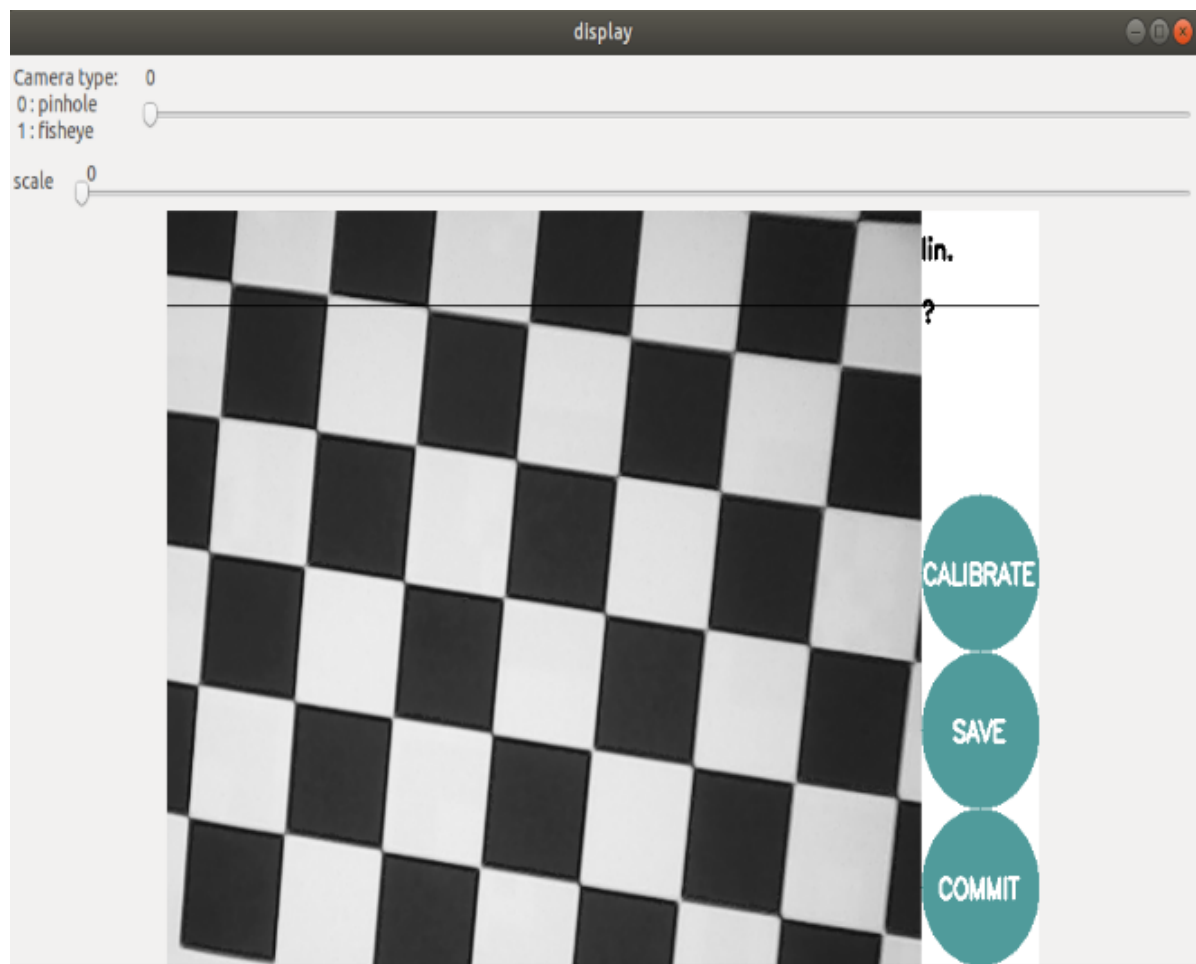 display
Camera type: 0
0 : pinhole
1 : fisheye
scale 0
lin.
?
CALIBRATE
SAVE
COMMIT